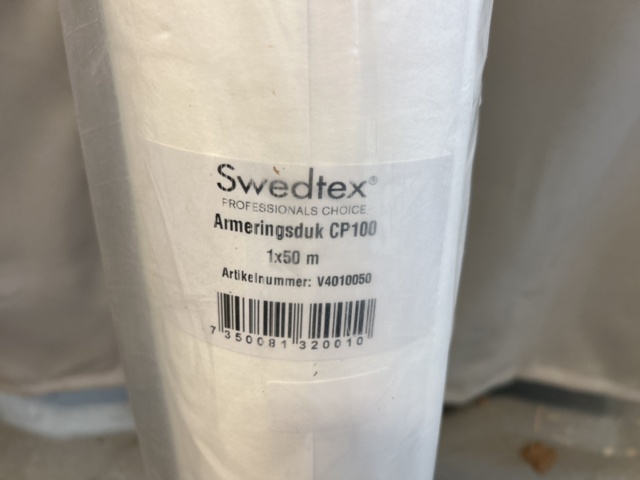 Swedtex®
PROFESSIONALS CHOICE
Armeringsduk CP100
1x50 m
Artikelnummer: V4010050
7 350081 320010